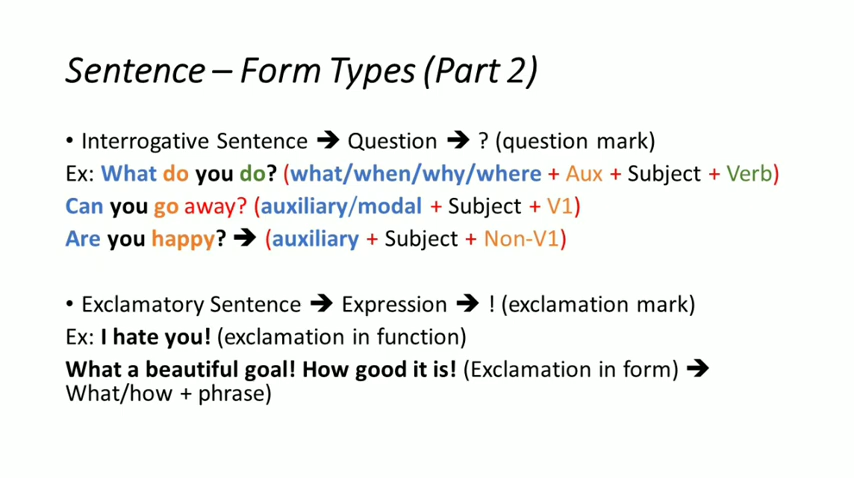 Sentence – Form Types (Part 2)
• Interrogative Sentence ➔ Question ➔ ? (question mark)
Ex: What do you do? (what/when/why/where + Aux + Subject + Verb)
Can you go away? (auxiliary/modal + Subject + V1)
Are you happy? ➔ (auxiliary + Subject + Non-V1)
• Exclamatory Sentence ➔ Expression ➔ ! (exclamation mark)
Ex: I hate you! (exclamation in function)
What a beautiful goal! How good it is! (Exclamation in form) ➔
What/how + phrase)